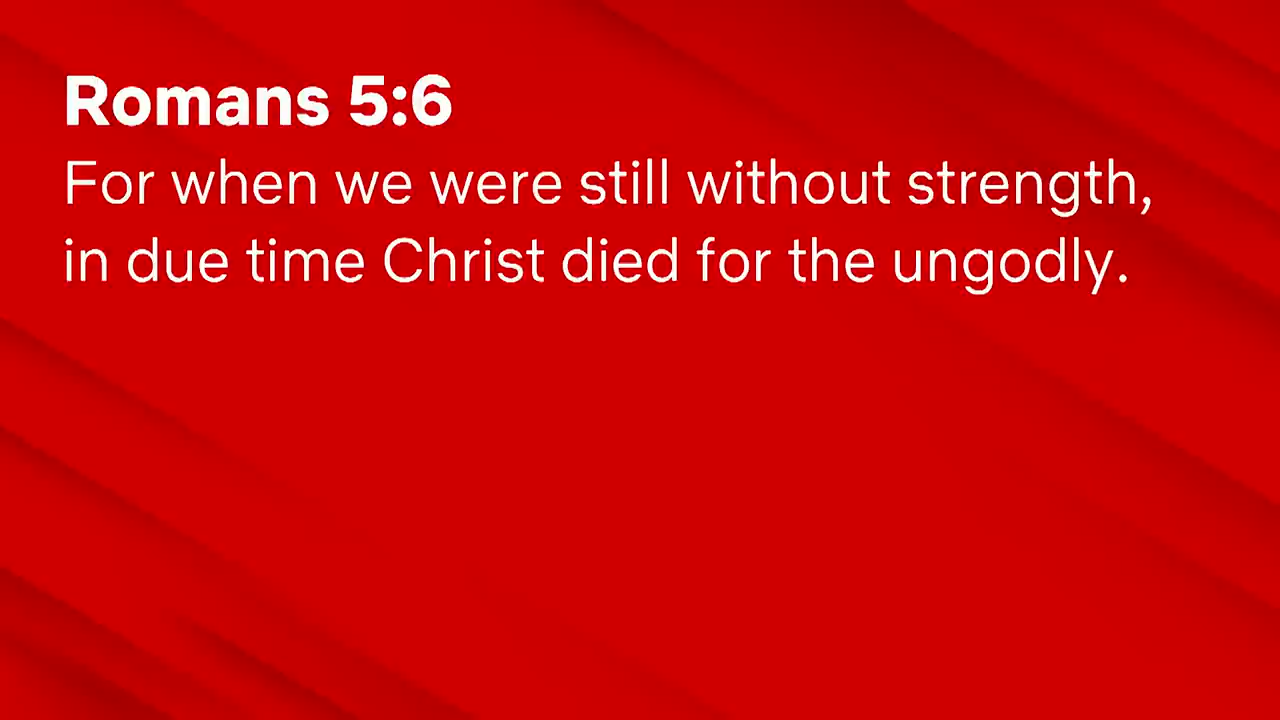 Romans 5:6
For when we were still without strength,
in due time Christ died for the ungodly.